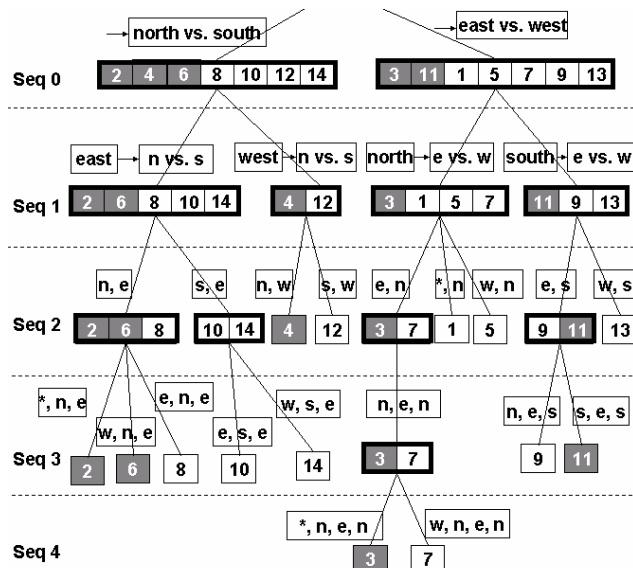 north vs. south
east vs. west
Seq 0
2 4 6 8 10 12 14
3 11 1 5 7 9 13
east n vs. s
west n vs. s
north e vs. w
south e vs. w
Seq 1
2 6 8 10 14
4 12
3 1 5 7
11 9 13
n, e
s, e
n, w
s, w
e, n
*, n
w, n
e, s
w, s
Seq 2
2 6 8
10 14
4
12
3 7
1
5
9 11
13
*, n, e
w, n, e
e, n, e
e, s, e
w, s, e
n, e, n
n, e, s
s, e, s
Seq 3
2
6
8
10
14
3 7
9
11
*, n, e, n
w, n, e, n
Seq 4
3
7